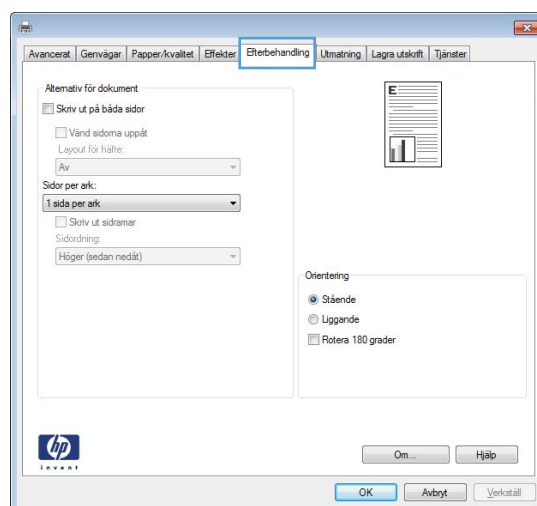 Avancerat Genvägar Papper/kvalitet Effekter Efterbehandling Utmatning Lagra utskrift Tjänster
Alternativ för dokument
Skriv ut på båda sidor
Vänd sidorna uppåt
Layout för häfte:
Av
Sidor per ark:
1 sida per ark
Skriv ut sidramar
Sidordning:
Höger (sedan nedåt)
E
Orientering
Stående
Liggande
Rotera 180 grader
hp
invent
Om... Hjälp
OK Avbryt Verkställ